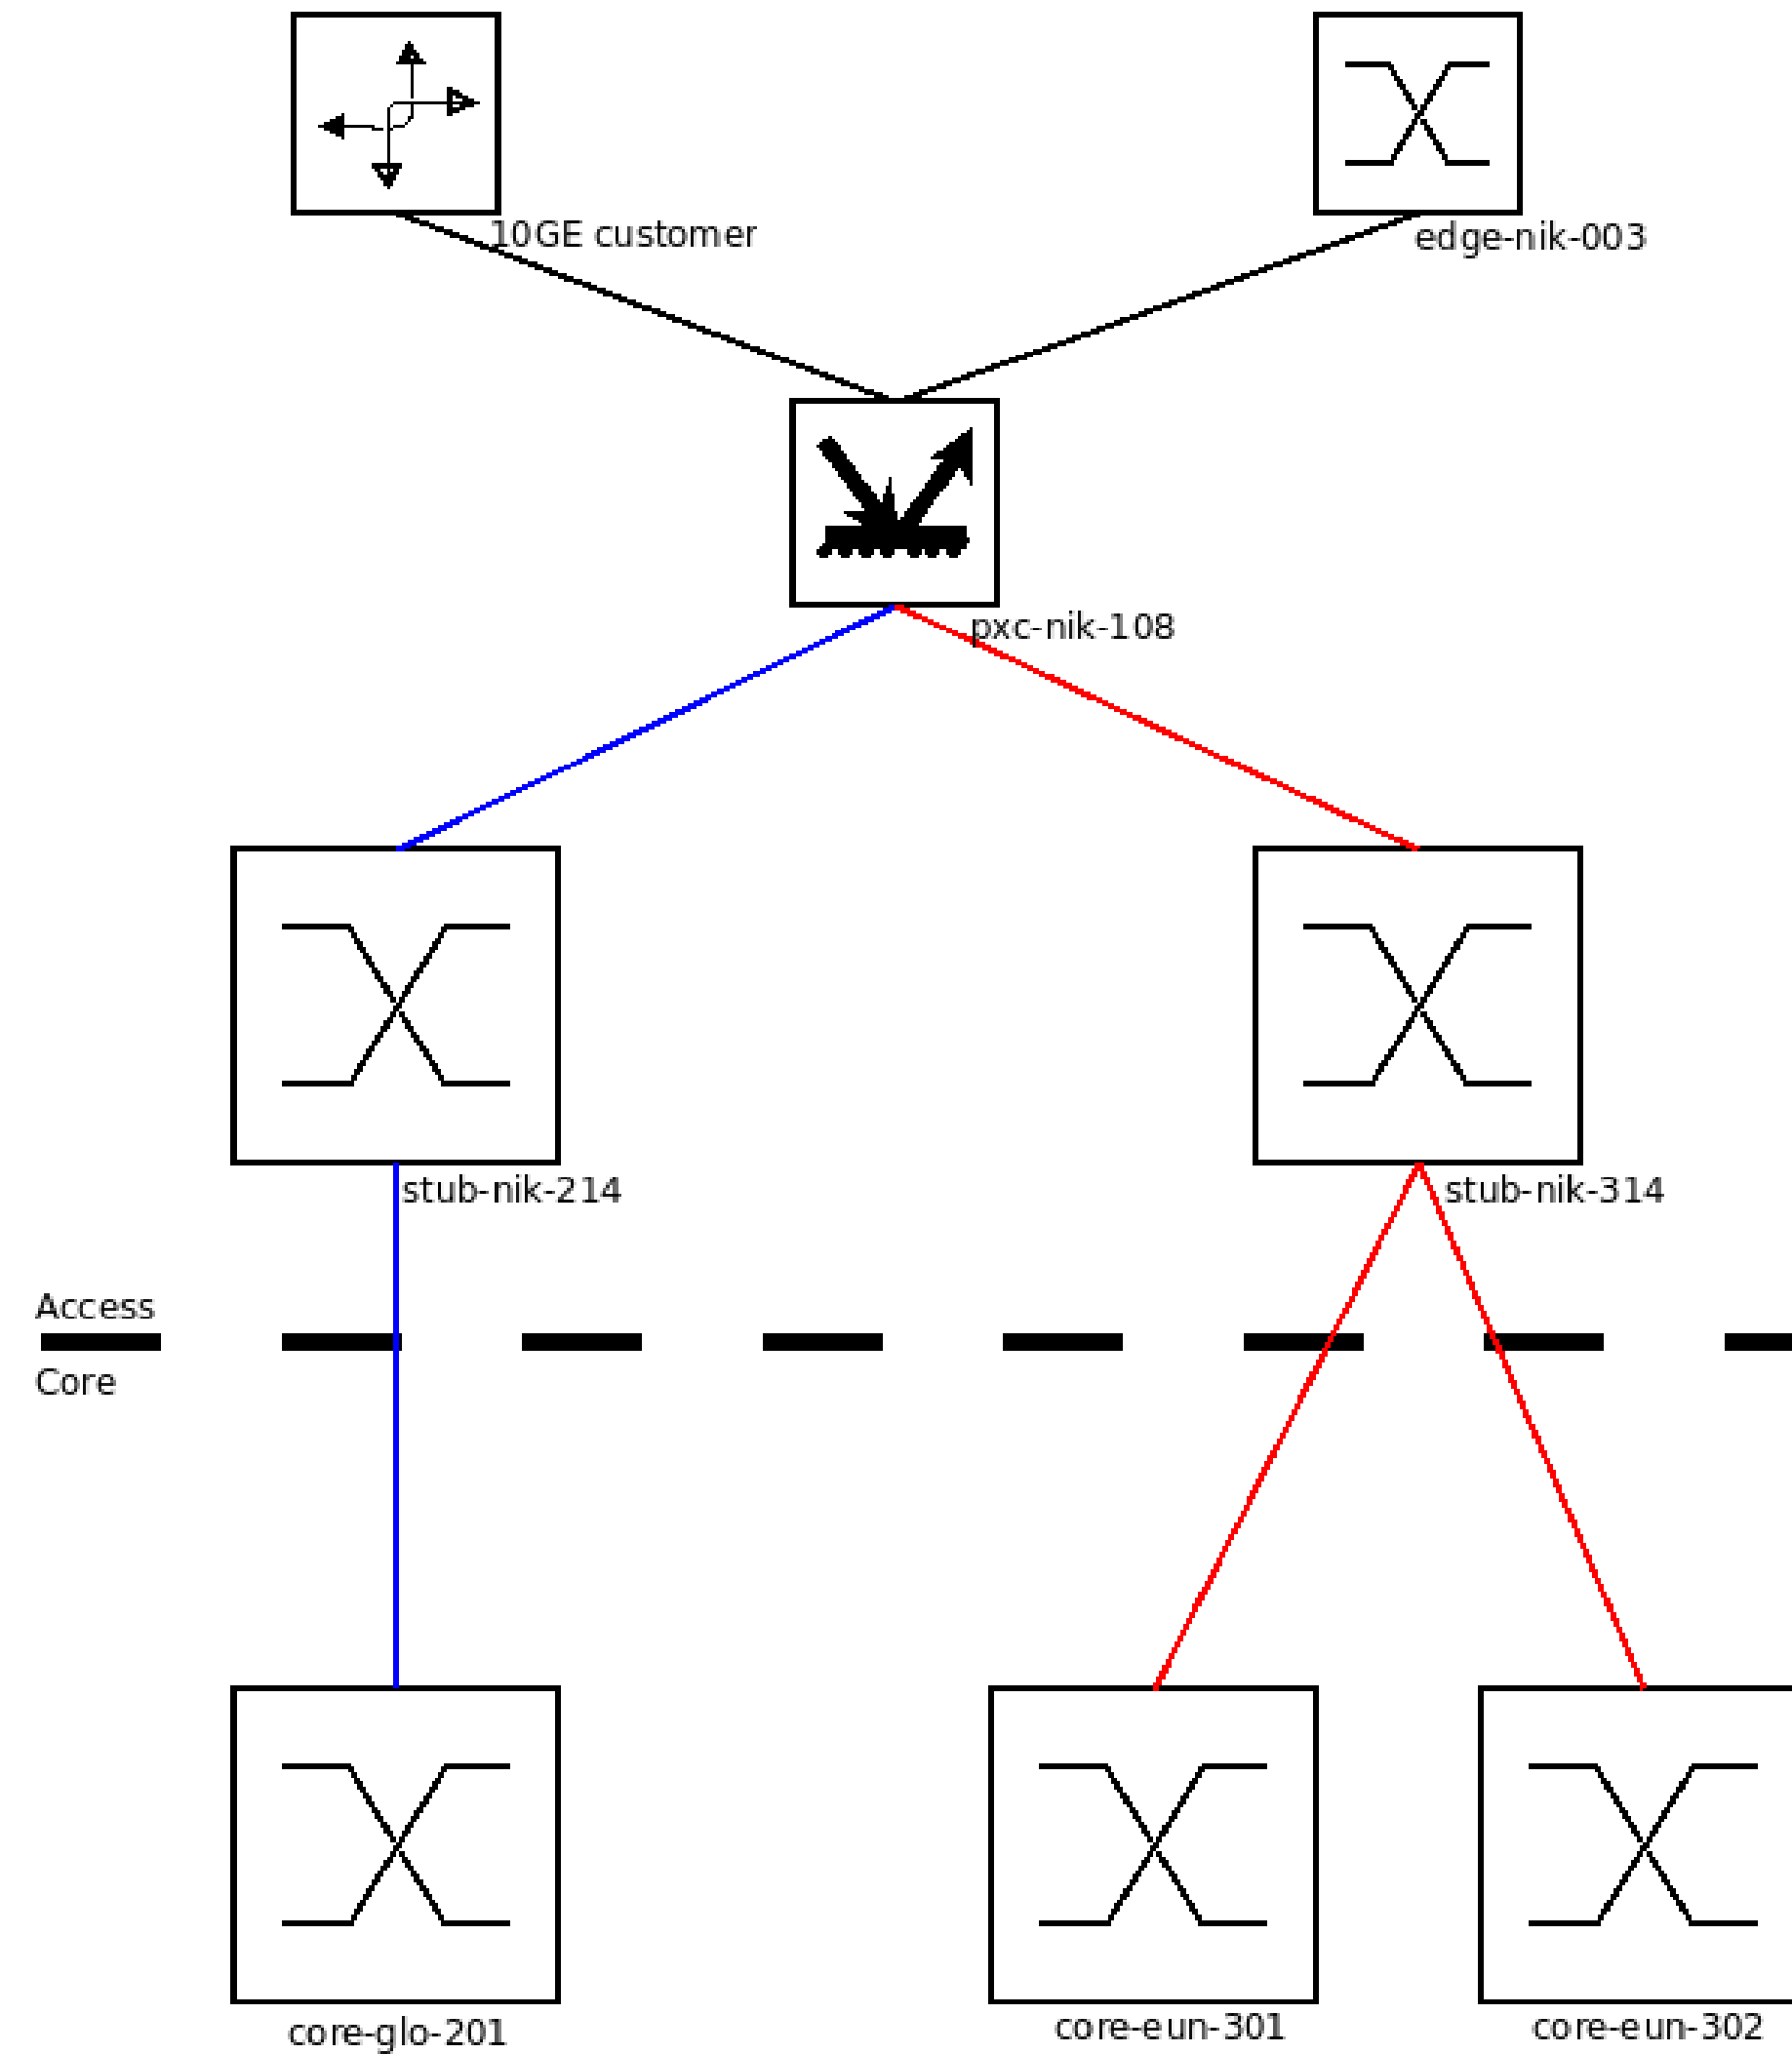 10GE customer
edge-nik-003
pxc-nik-108
stub-nik-214
stub-nik-314
Access
Core
core-glo-201
core-eun-301
core-eun-302